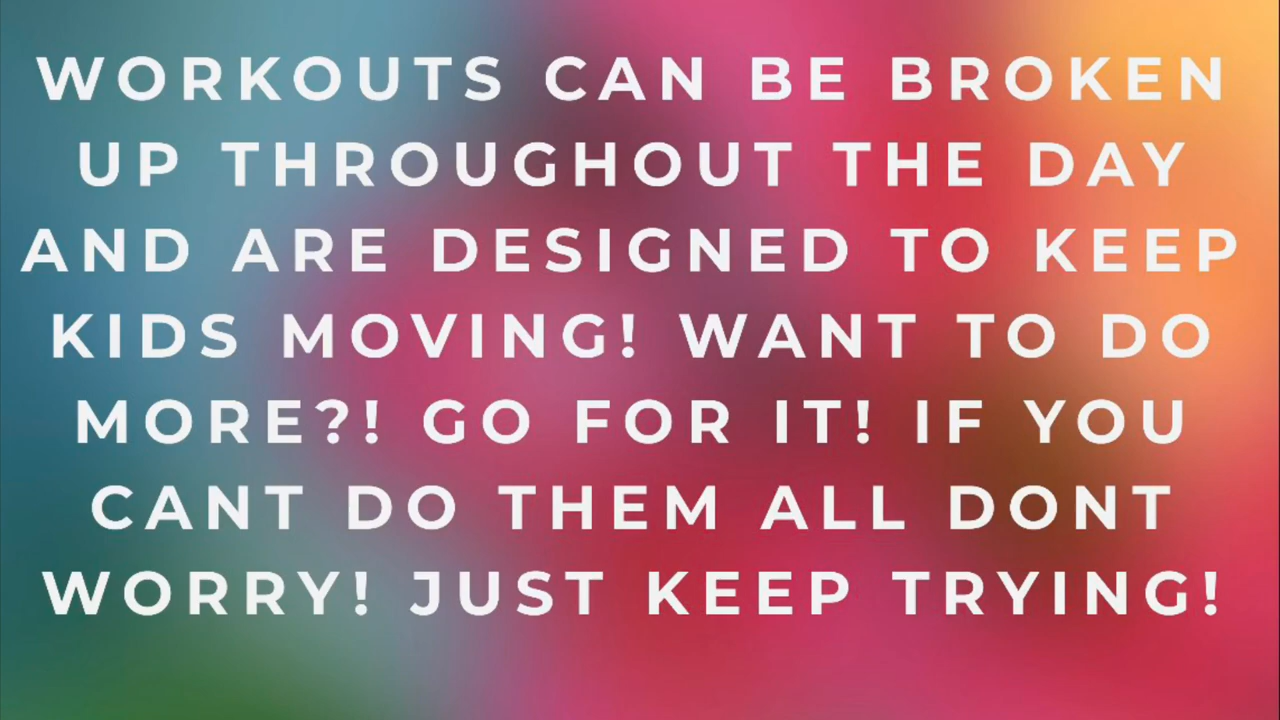 WORKOUTS CAN BE BROKEN
UP THROUGHOUT THE DAY
AND ARE DESIGNED TO KEEP
KIDS MOVING! WANT TO DO
MORE?! GO FOR IT! IF YOU
CANT DO THEM ALL DONT
WORRY! JUST KEEP TRYING!